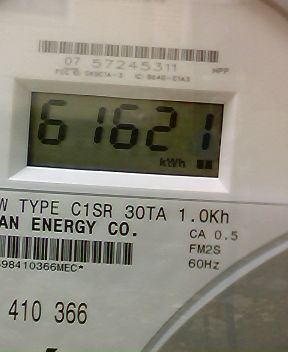 07 57245311
HPP
61621
kWh
TYPE C1SR 30TA 1.0Kh
AN ENERGY CO.
CA 0.5
FM2S
60Hz
98410366MEC*
410 366